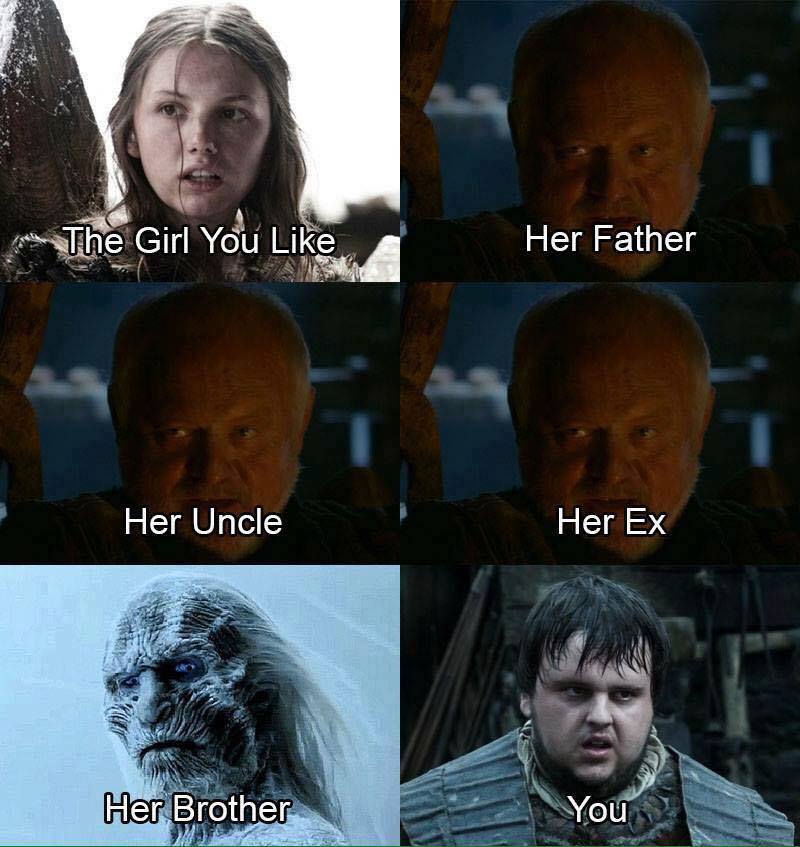 The Girl You Like
Her Father
Her Uncle
Her Ex
Her Brother
You